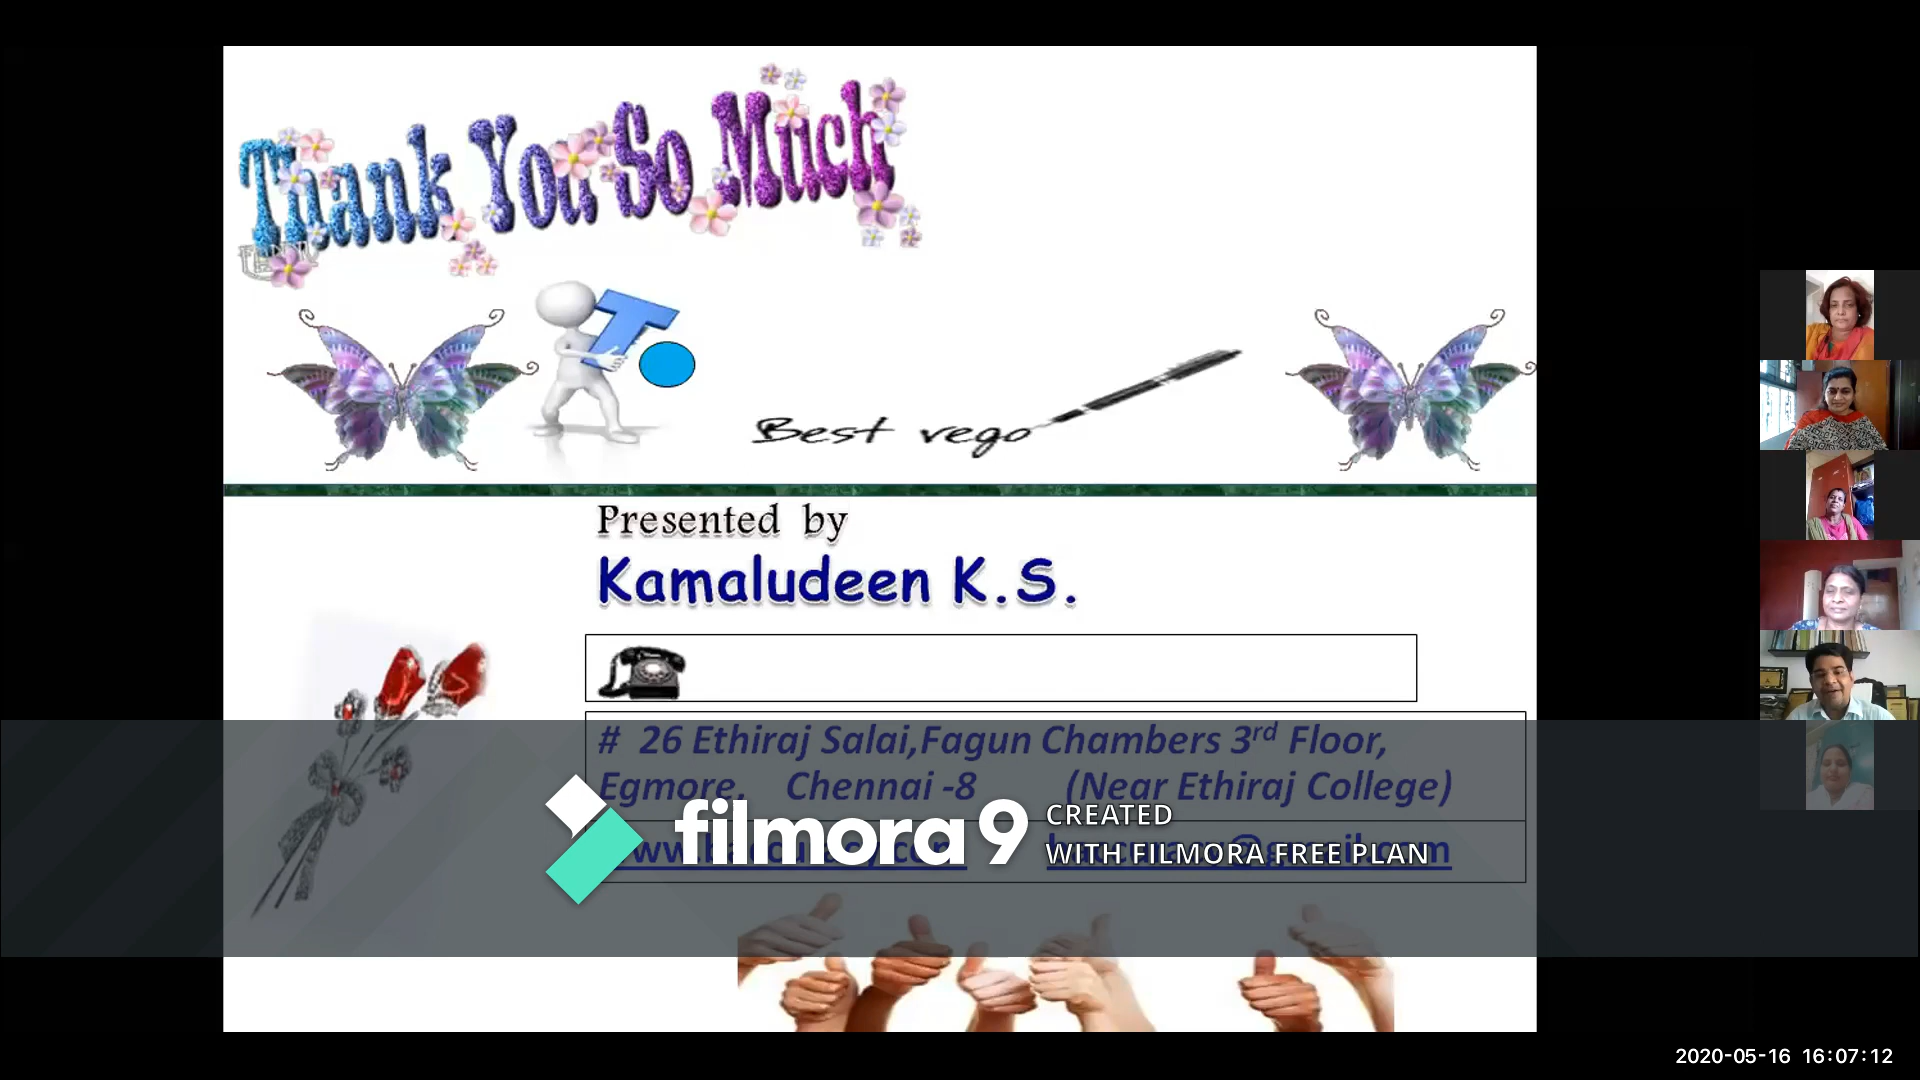 Thank You So Much
T
Best rego
Presented by
Kamaludeen K.S.
# 26 Ethiraj Salai,Fagun Chambers 3rd Floor,
Egmore, Chennai -8 (Near Ethiraj College)
filmora 9 CREATED
WITH FILMORA FREE PLAN
2020-05-16 16:07:12